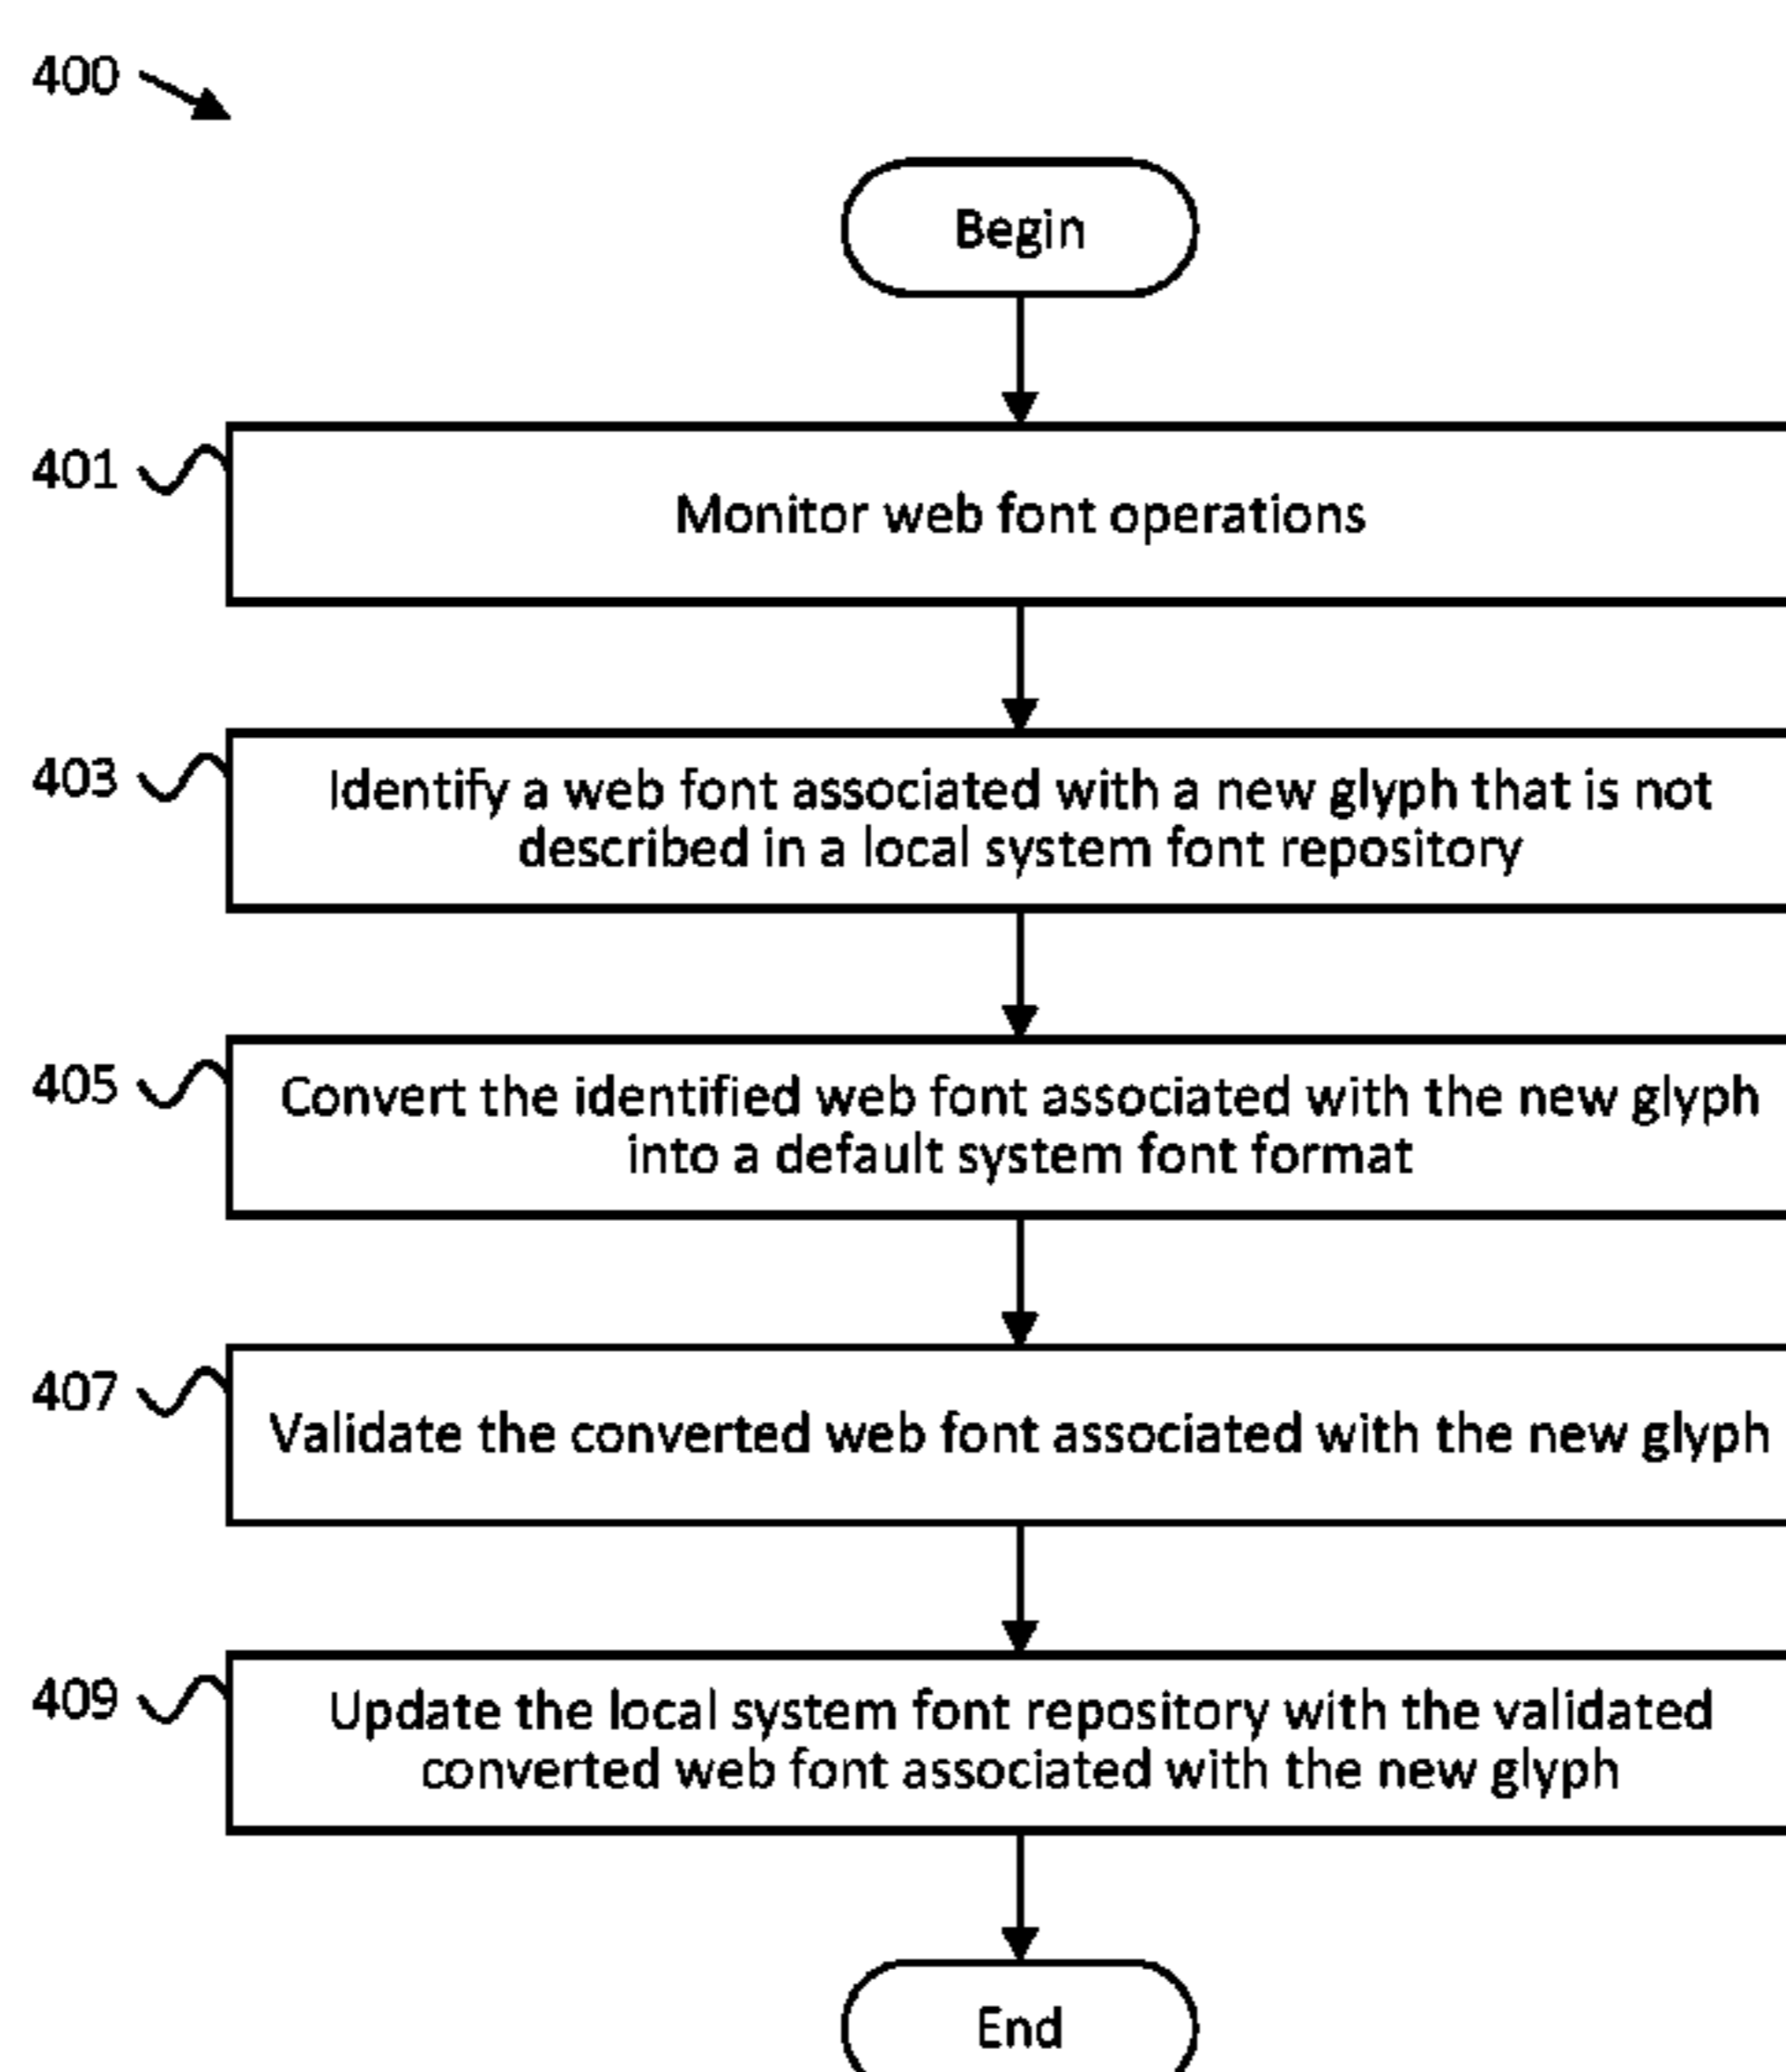 400
Begin
401
Monitor web font operations
403
Identify a web font associated with a new glyph that is not
described in a local system font repository
405
Convert the identified web font associated with the new glyph
into a default system font format
407
Validate the converted web font associated with the new glyph
409
Update the local system font repository with the validated
converted web font associated with the new glyph
End